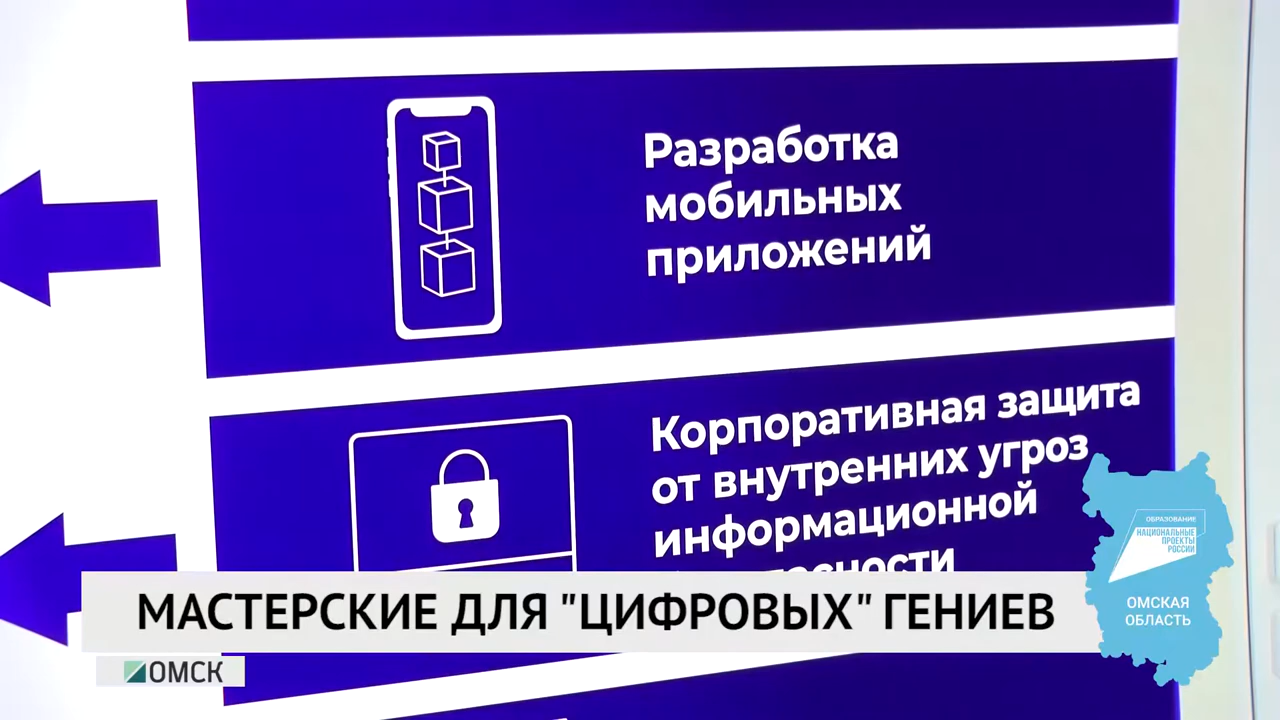 Разработка
мобильных
приложений
Корпоративная защита
от внутренних угроз
информационной
ОБРАЗОВАНИЕ
НАЦИОНАЛЬНЫЕ
ПРОЕКТЫ
РОССИИ
ОМСКАЯ
ОБЛАСТЬ
МАСТЕРСКИЕ ДЛЯ "ЦИФРОВЫХ" ГЕНИЕВ
ОМСК